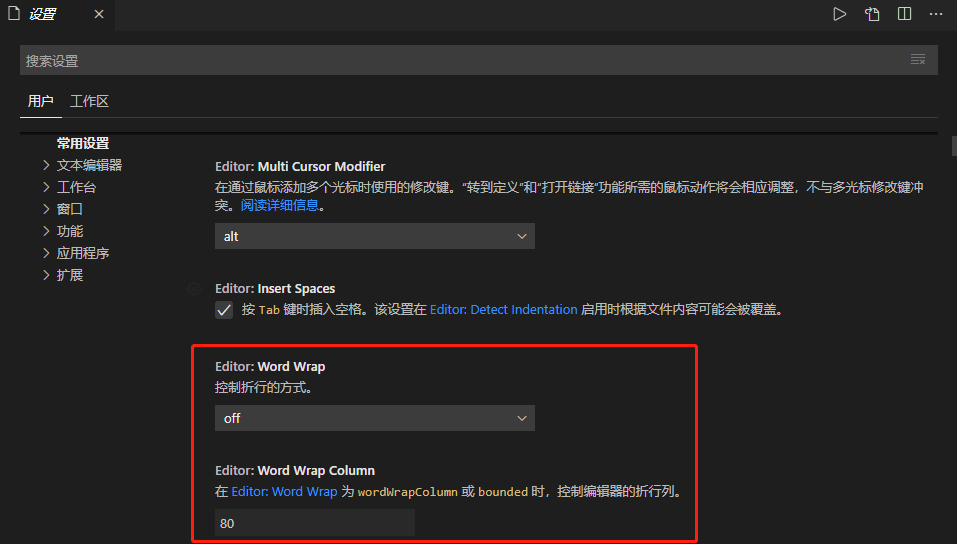 设置
搜索设置
用户 工作区
常用设置
文本编辑器
工作台
窗口
功能
应用程序
扩展
Editor: Multi Cursor Modifier
在通过鼠标添加多个光标时使用的修改键。“转到定义”和“打开链接”功能所需的鼠标动作将会相应调整，不与多光标修改键冲
突。阅读详细信息。
alt
Editor: Insert Spaces
按 Tab 键时插入空格。该设置在 Editor: Detect Indentation 启用时根据文件内容可能会被覆盖。
Editor: Word Wrap
控制折行的方式。
off
Editor: Word Wrap Column
在 Editor: Word Wrap 为 wordWrapColumn 或 bounded 时，控制编辑器的折行列。
80